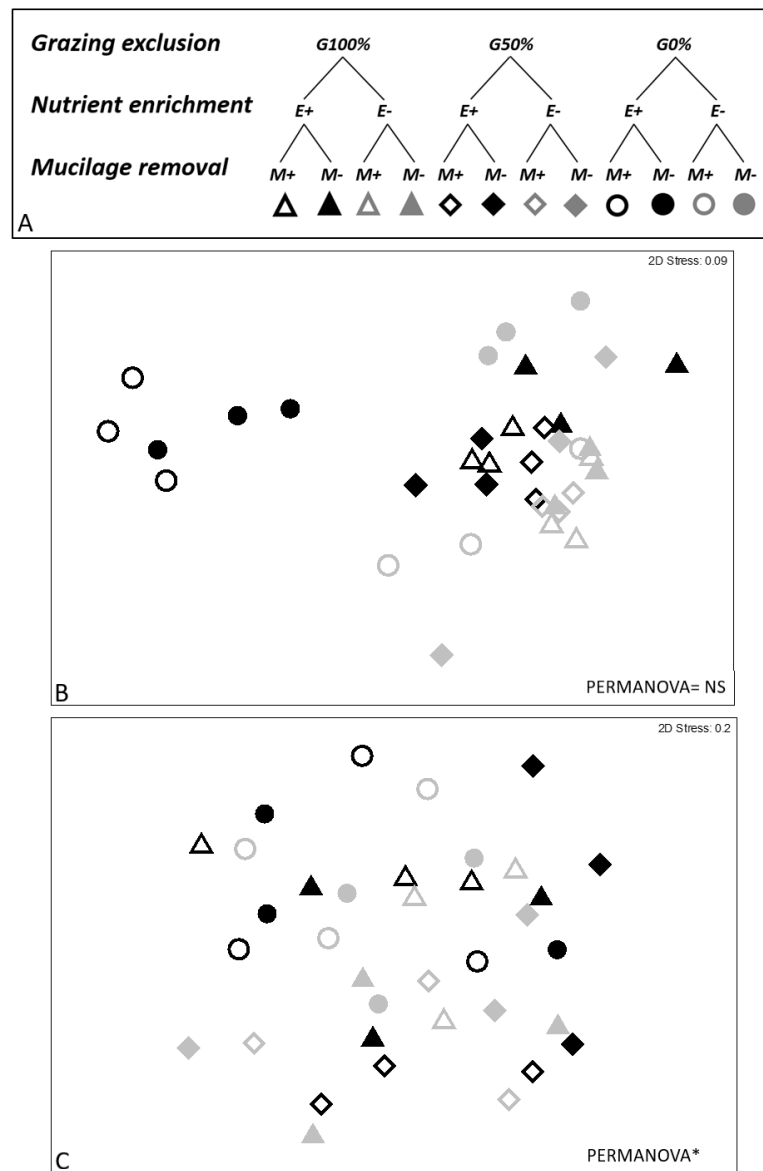 Grazing exclusion G100% G50% G0%
Nutrient enrichment E+ E- E+ E- E+ E-
Mucilage removal M+ M- M+ M- M+ M- M+ M- M+ M- M+ M-
A
2D Stress: 0.09
B PERMANOVA= NS
2D Stress: 0.2
C PERMANOVA*